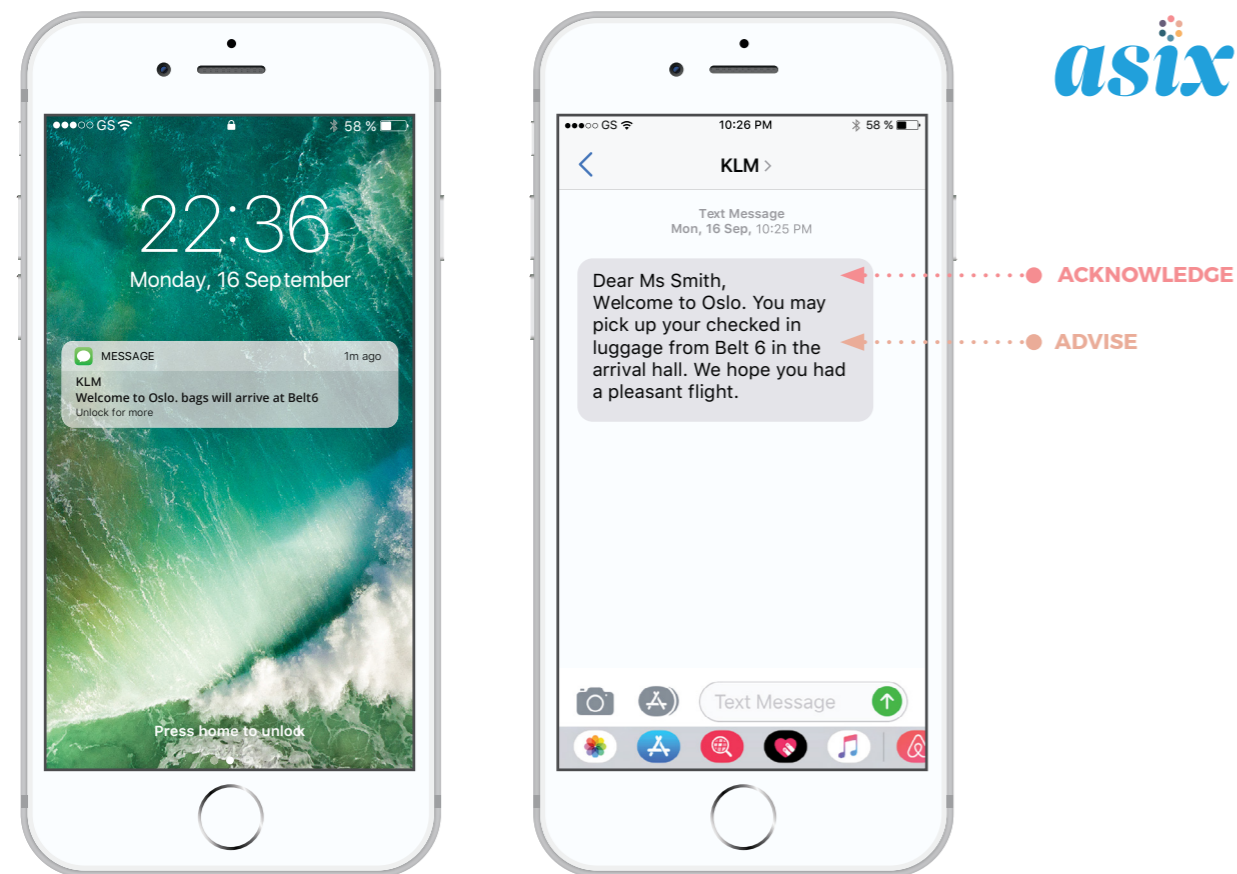 GS 58 %
22:36
Monday, 16 September
MESSAGE 1m ago
KLM
Welcome to Oslo. bags will arrive at Belt6
Unlock for more
Press home to unlock
GS 10:26 PM 58 %
KLM
Text Message
Mon, 16 Sep, 10:25 PM
Dear Ms Smith,
Welcome to Oslo. You may
pick up your checked in
luggage from Belt 6 in the
arrival hall. We hope you had
a pleasant flight.
Text Message
asix
ACKNOWLEDGE
ADVISE